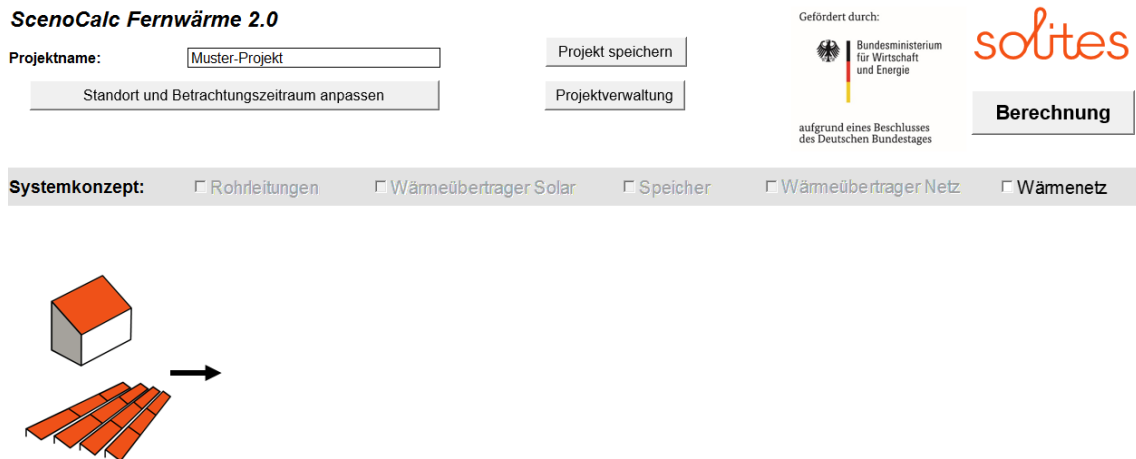 ScenoCalc Fernwärme 2.0
Projektname:
Muster-Projekt
Projekt speichern
Standort und Betrachtungszeitraum anpassen
Projektverwaltung
Gefördert durch:
Bundesministerium
für Wirtschaft
und Energie
aufgrund eines Beschlusses
des Deutschen Bundestages
solites
Berechnung
Systemkonzept:
Rohrleitungen
Wärmeübertrager Solar
Speicher
Wärmeübertrager Netz
Wärmenetz